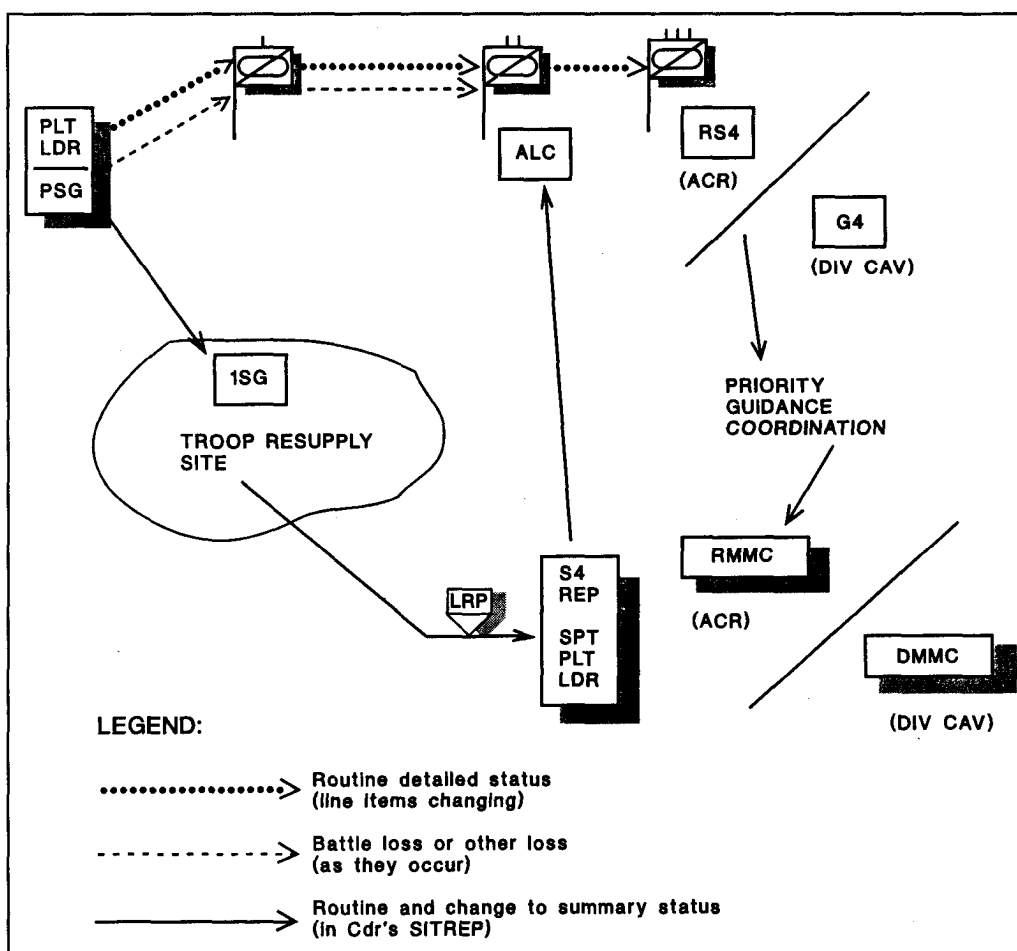 PLT
LDR
PSG
ALC
RS4
(ACR)
G4
(DIV CAV)
1SG
TROOP RESUPPLY
SITE
PRIORITY
GUIDANCE
COORDINATION
LRP
S4
REP
SPT
PLT
LDR
RMMC
(ACR)
DMMC
(DIV CAV)
LEGEND:
Routine detailed status
(line items changing)
Battle loss or other loss
(as they occur)
Routine and change to summary status
(in Cdr's SITREP)